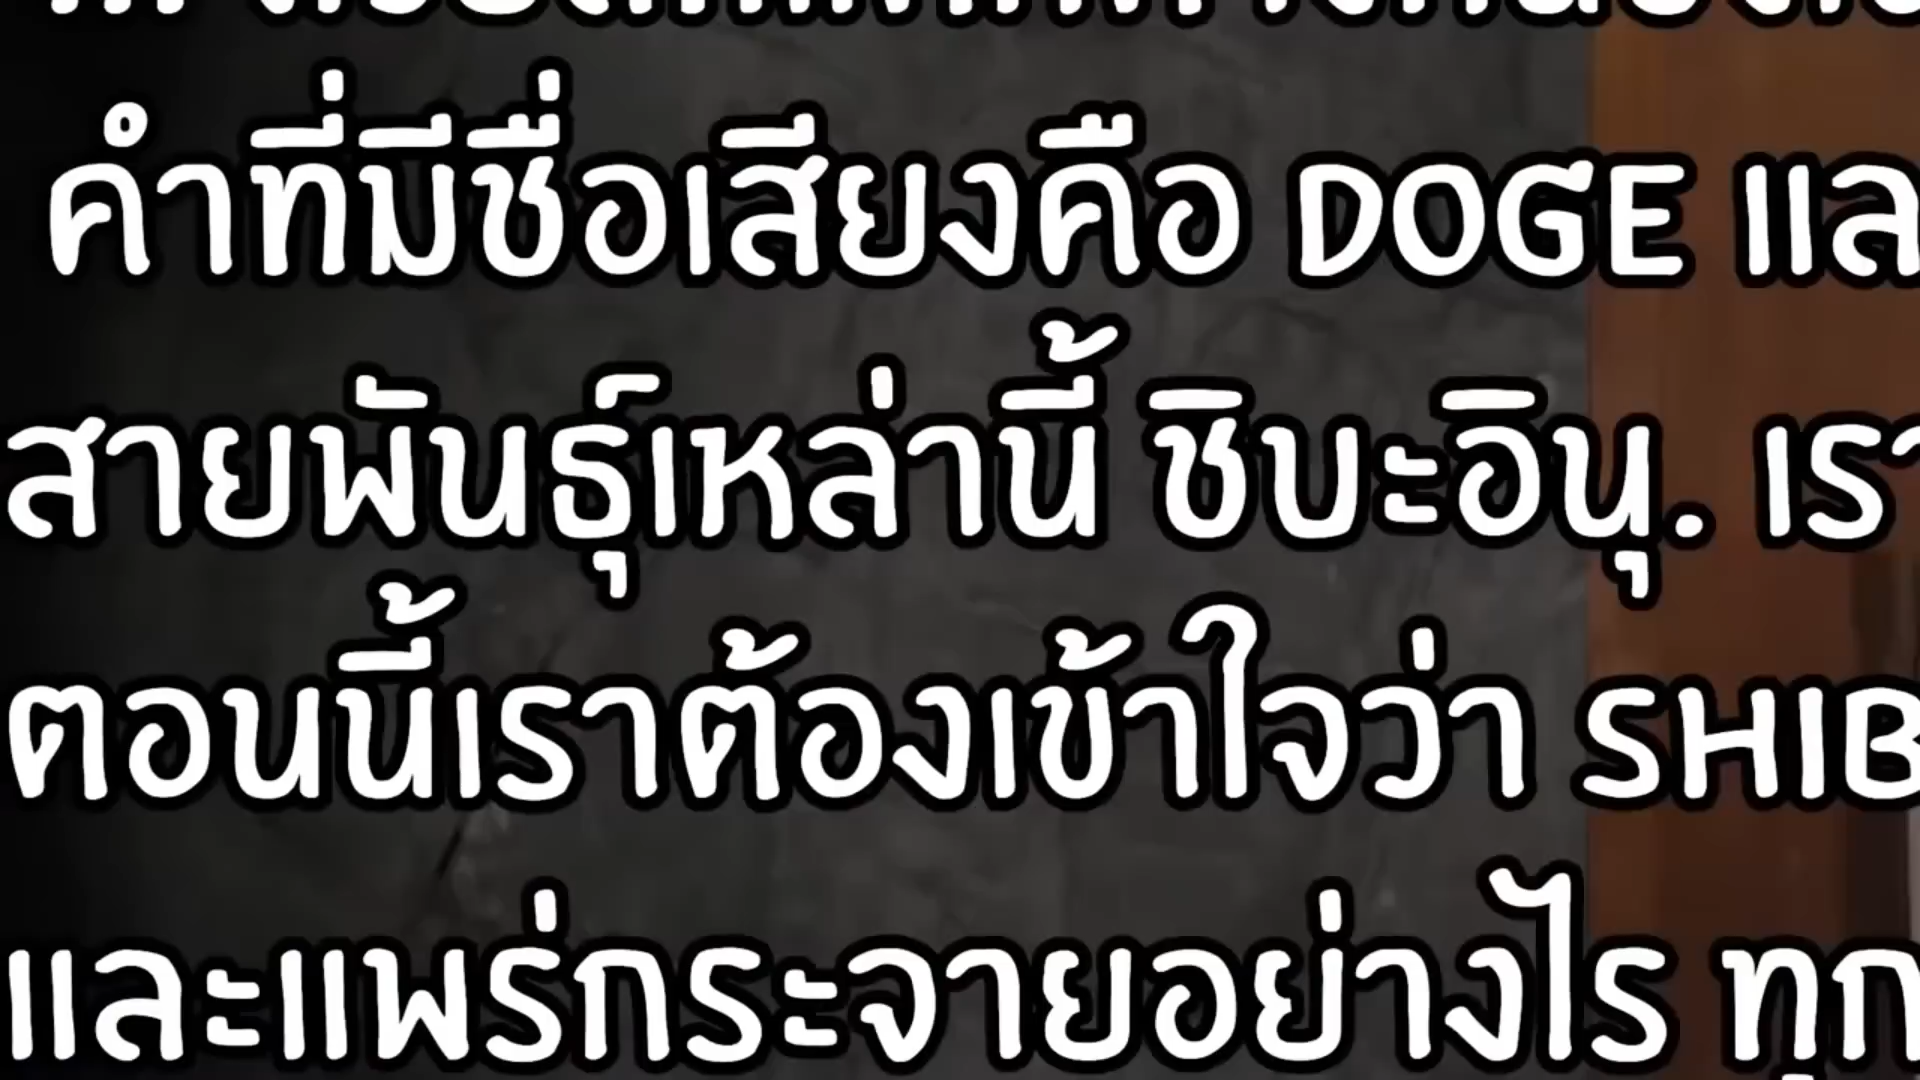 คำที่มีชื่อเสียงคือ DOGE แล
สายพันธุ์เหล่านี้ ชิบะอินุ. เรา
ตอนนี้เราต้องเข้าใจว่า SHIB
และแพร่กระจายอย่างไร ทุก